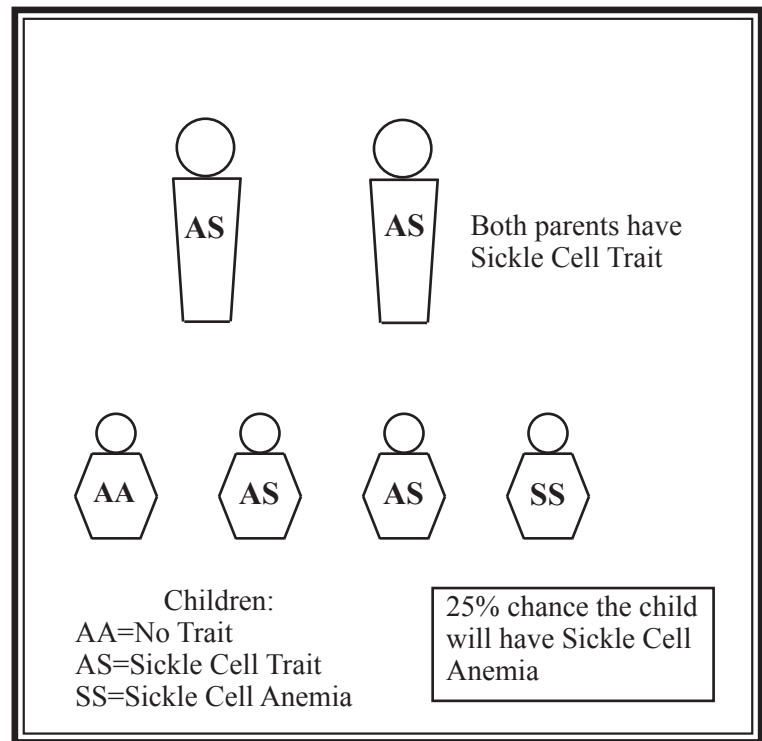 AS
AS
Both parents have
Sickle Cell Trait
AA
AS
AS
SS
Children:
AA=No Trait
AS=Sickle Cell Trait
SS=Sickle Cell Anemia
25% chance the child
will have Sickle Cell
Anemia